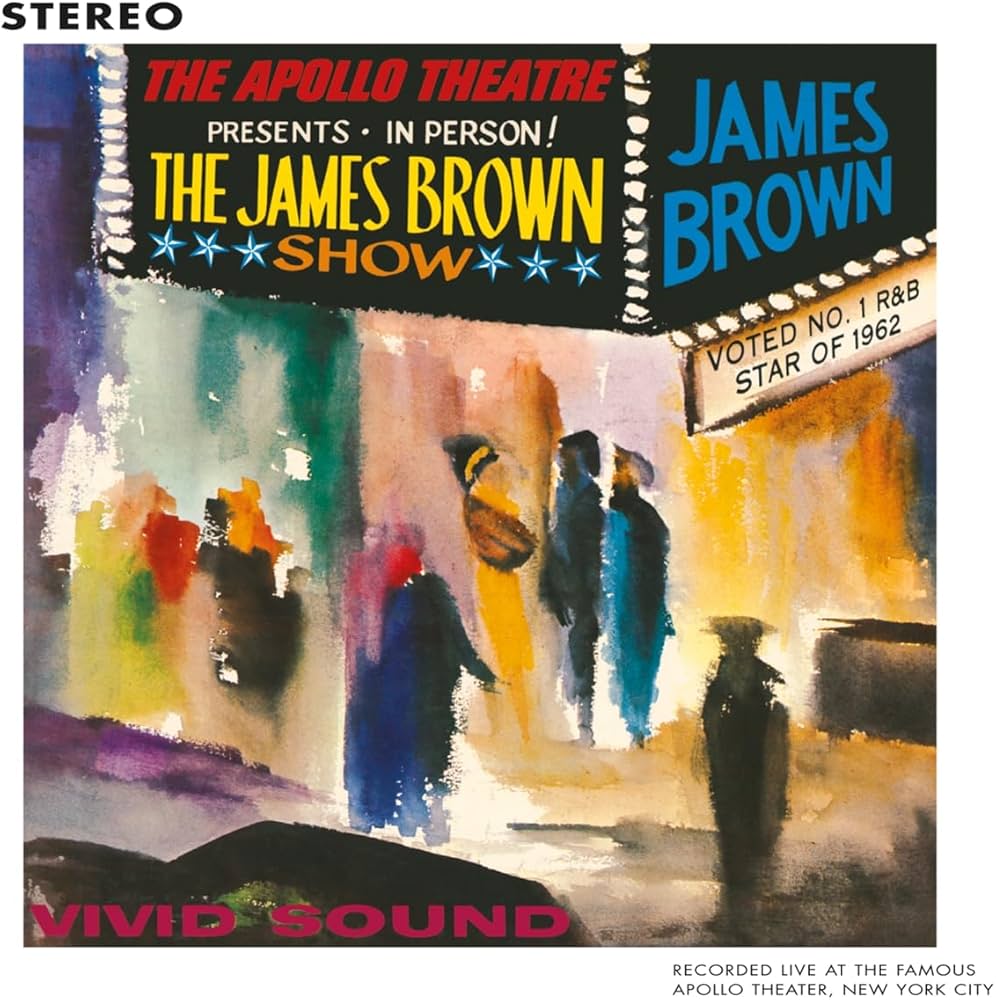 STEREO
THE APOLLO THEATRE
PRESENTS · IN PERSON!
THE JAMES BROWN
SHOW
JAMES
BROWN
VOTED NO. 1 R&B
STAR OF 1962
VIVID SOUND
RECORDED LIVE AT THE FAMOUS
APOLLO THEATER, NEW YORK CITY